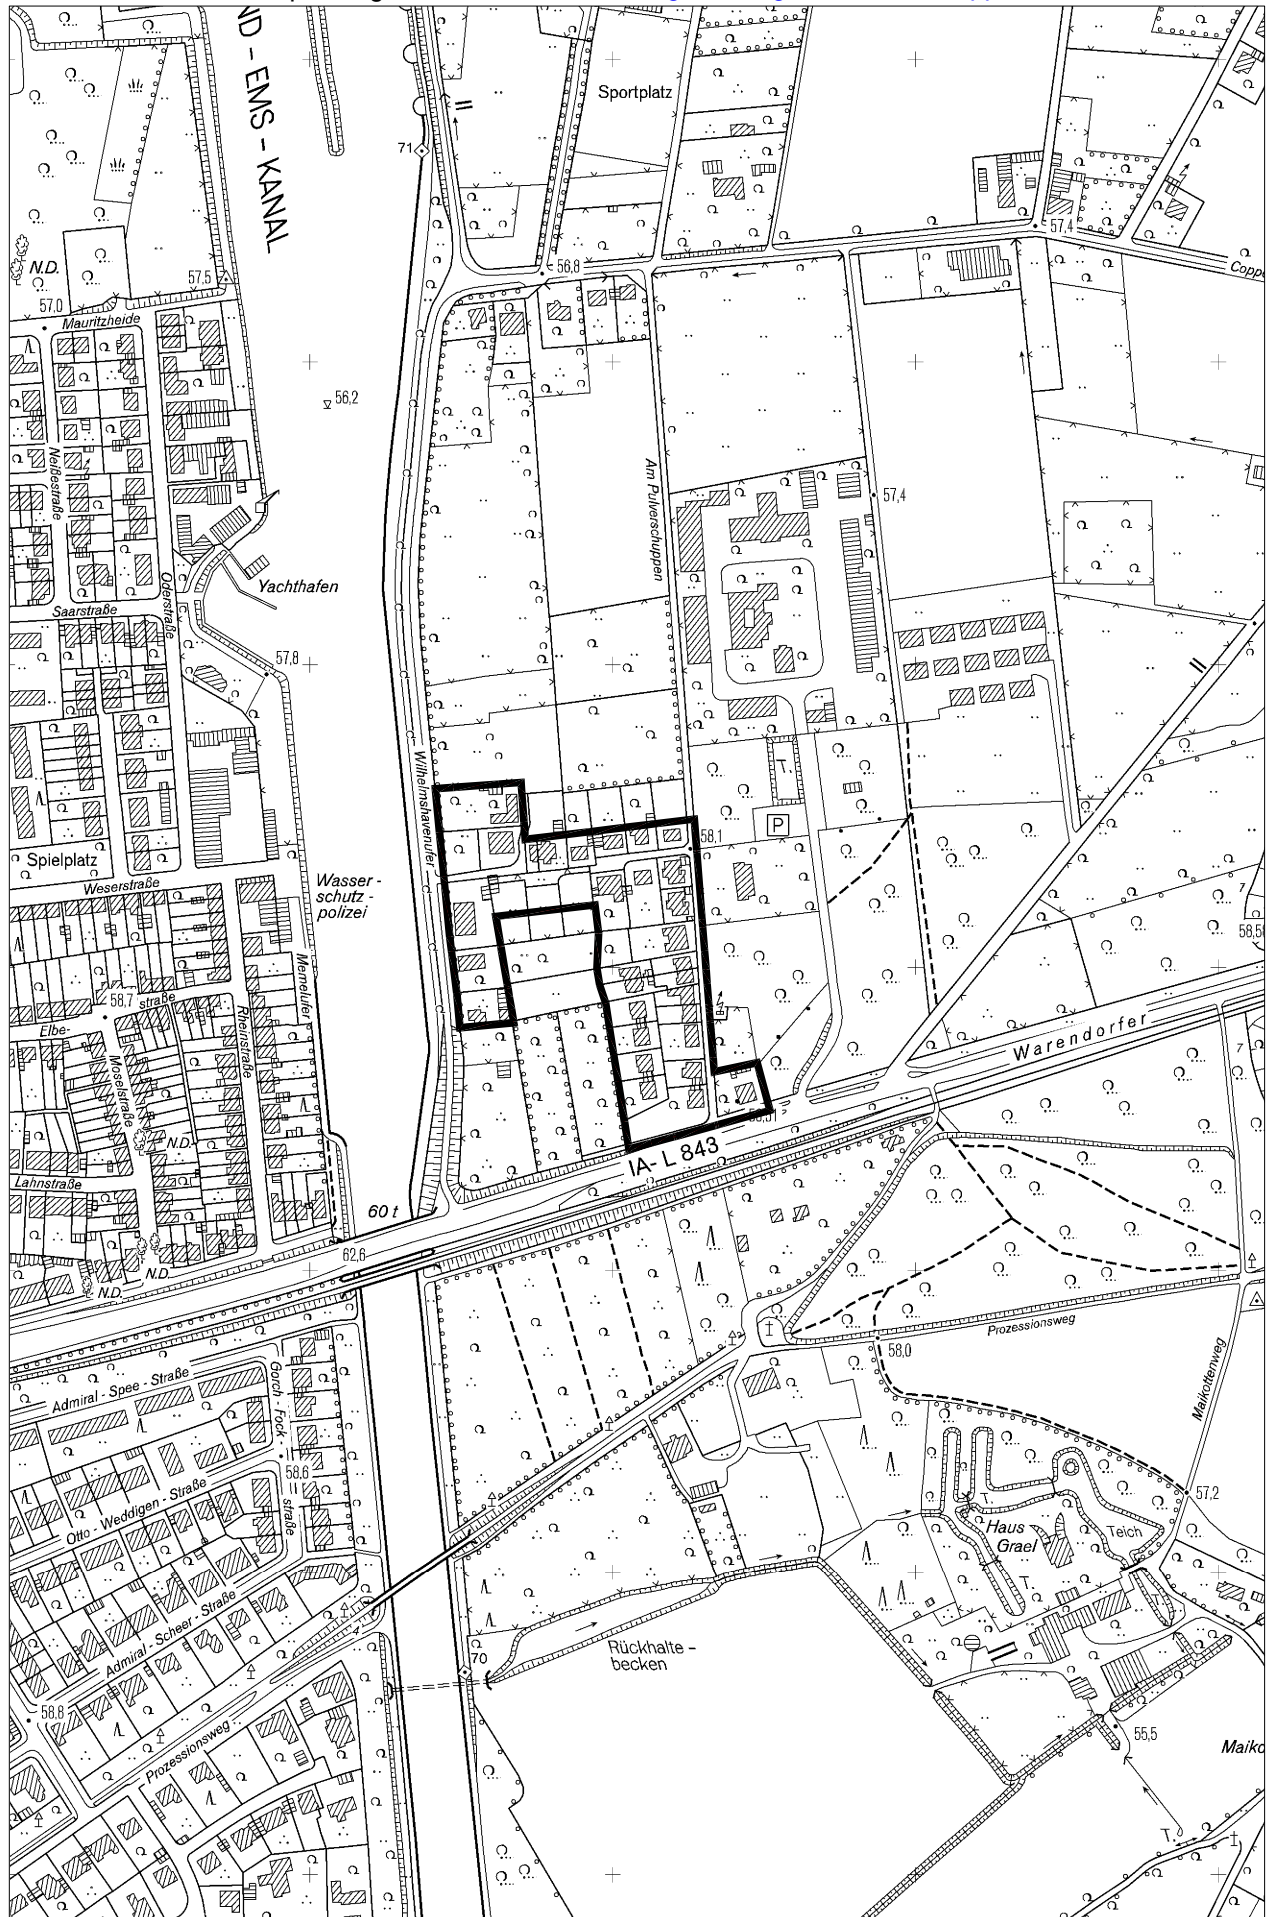 ND - EMS - KANAL
Sportplatz
71
57,4
Coppe
N.D.
57,5
56,8
57,0
Mauritzheide
56,2
Neißestraße
Am Pulverschuppen
57,4
Oderstraße
Yachthafen
Saarstraße
57,8
Wilhelmshavenufer
T.
P
58,1
Spielplatz
Weserstraße
Wasser -
schutz -
polizei
7
58,5
Memelufer
58,7
straße
Elbe-
Rheinstraße
Moselstraße
Warendorfer
7
N.D.
IA- L 843
Lahnstraße
60 t
62,6
N.D.
N.D.
Prozessionsweg
58,0
Maikottenweg
Admiral - Spee - Straße
Gorch - Fock -
straße
58,6
Otto - Weddigen - Straße
57,2
T.
Haus
Grael
Teich
T.
Admiral - Scheer - Straße
Rückhalte -
becken
70
58,8
Prozessionsweg
55,5
Maiko
T.